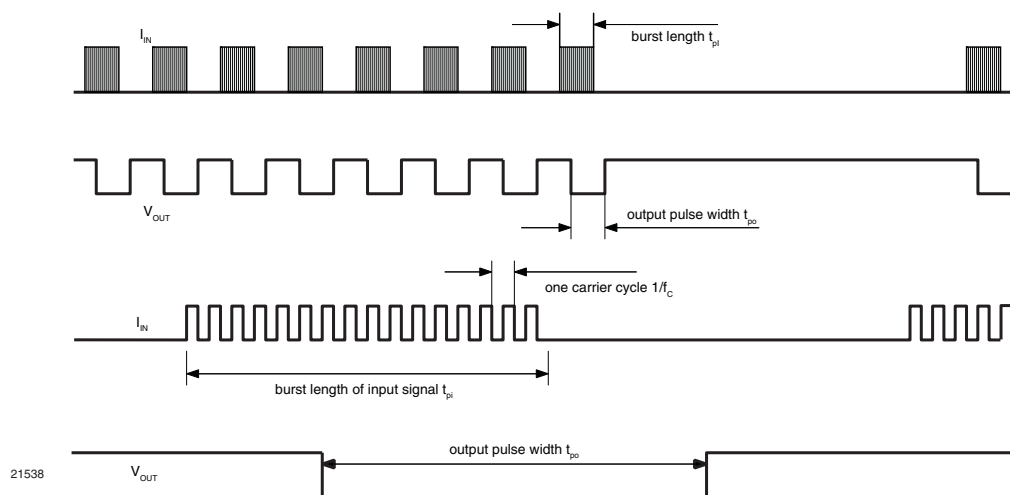 I_IN
burst length t_pi
V_OUT
output pulse width t_po
one carrier cycle 1/f_C
I_IN
burst length of input signal t_pi
output pulse width t_po
V_OUT
21538